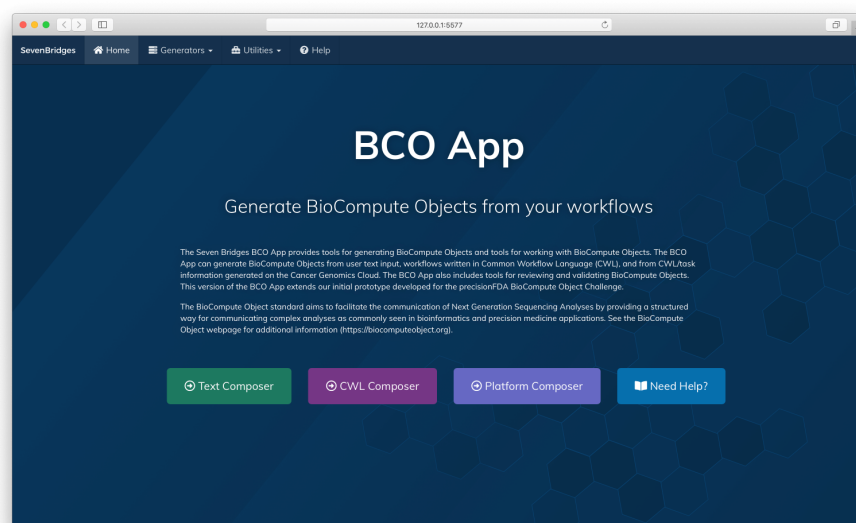 127.0.0.1:5577
SevenBridges Home Generators Utilities Help
BCO App
Generate BioCompute Objects from your workflows
The Seven Bridges BCO App provides tools for generating BioCompute Objects and tools for working with BioCompute Objects. The BCO
App can generate BioCompute Objects from user text input, workflows written in Common Workflow Language (CWL), and from CWL/task
information generated on the Cancer Genomics Cloud. The BCO App also includes tools for reviewing and validating BioCompute Objects.
This version of the BCO App extends our initial prototype developed for the precisionFDA BioCompute Object Challenge.
The BioCompute Object standard aims to facilitate the communication of Next Generation Sequencing Analyses by providing a structured
way for communicating complex analyses as commonly seen in bioinformatics and precision medicine applications. See the BioCompute
Object webpage for additional information (https://biocomputeobject.org).
Text Composer CWL Composer Platform Composer Need Help?